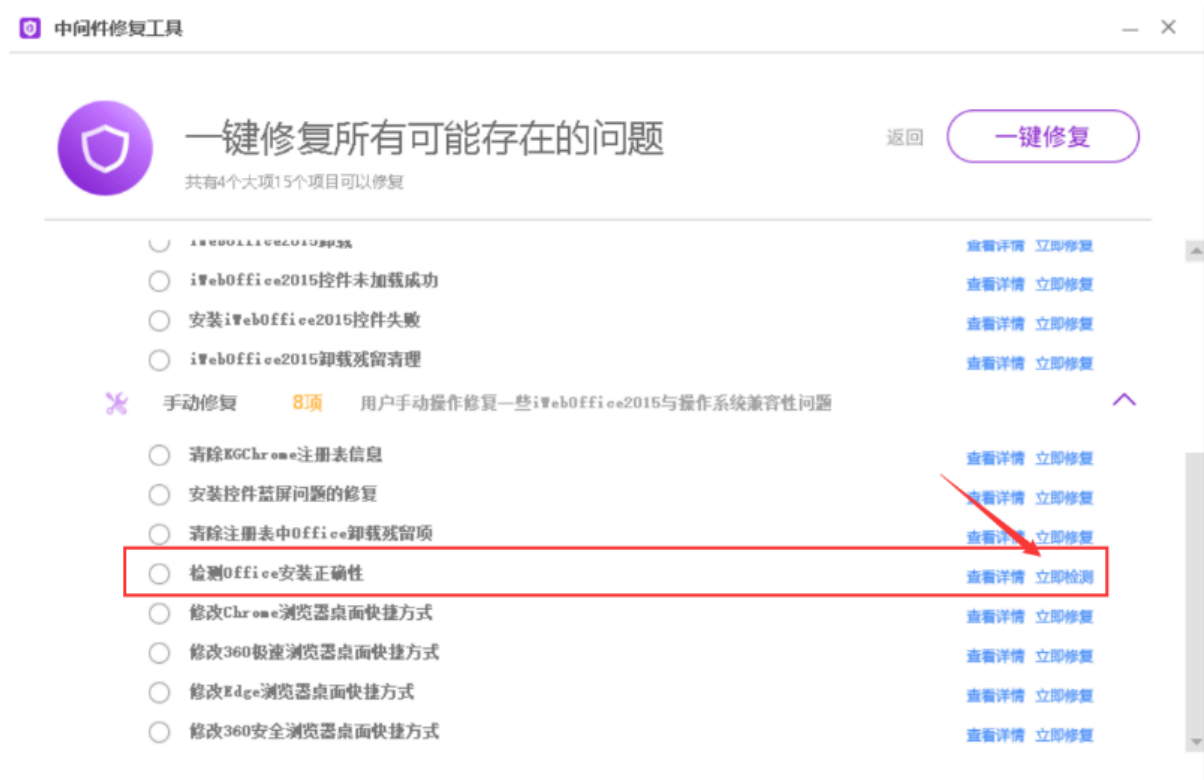 中间件修复工具
一键修复所有可能存在的问题 返回 一键修复
共有4个大项15个项目可以修复
iWebOffice2015卸载 查看详情 立即修复
iWebOffice2015控件未加载成功 查看详情 立即修复
安装iWebOffice2015控件失败 查看详情 立即修复
iWebOffice2015卸载残留清理 查看详情 立即修复
手动修复 8项 用户手动操作修复一些iWebOffice2015与操作系统兼容性问题
清除KGChrome注册表信息 查看详情 立即修复
安装控件蓝屏问题的修复 查看详情 立即修复
清除注册表中Office卸载残留项 查看详情 立即修复
检测Office安装正确性 查看详情 立即检测
修改Chrome浏览器桌面快捷方式 查看详情 立即修复
修改360极速浏览器桌面快捷方式 查看详情 立即修复
修改Edge浏览器桌面快捷方式 查看详情 立即修复
修改360安全浏览器桌面快捷方式 查看详情 立即修复